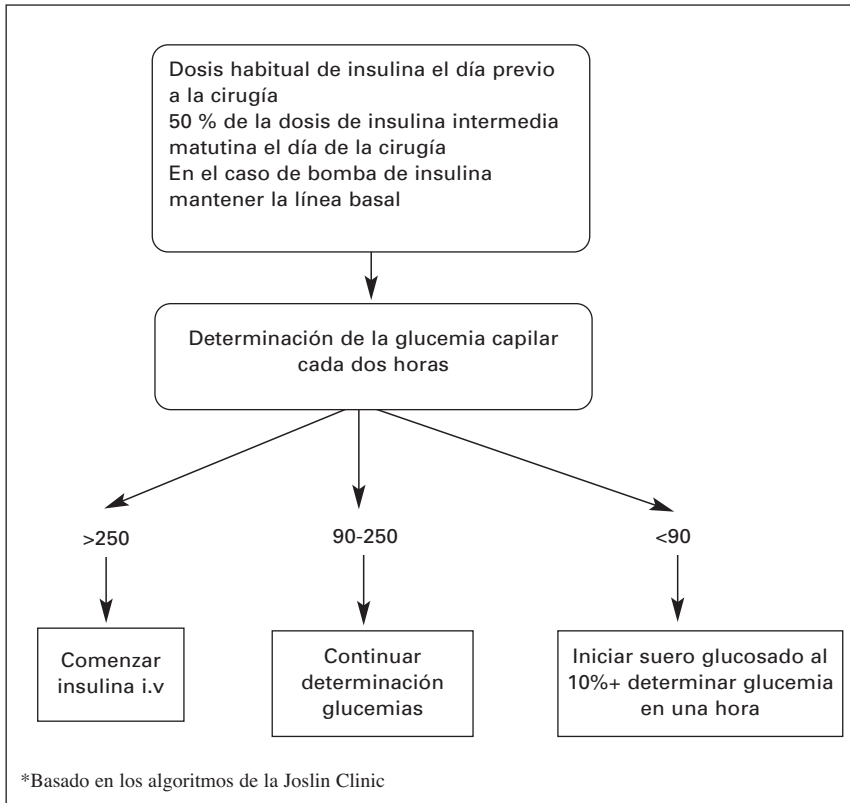 Dosis habitual de insulina el día previo
a la cirugía
50 % de la dosis de insulina intermedia
matutina el día de la cirugía
En el caso de bomba de insulina
mantener la línea basal
Determinación de la glucemia capilar
cada dos horas
>250
90-250
<90
Comenzar
insulina i.v
Continuar
determinación
glucemias
Iniciar suero glucosado al
10%+ determinar glucemia
en una hora
*Basado en los algoritmos de la Joslin Clinic